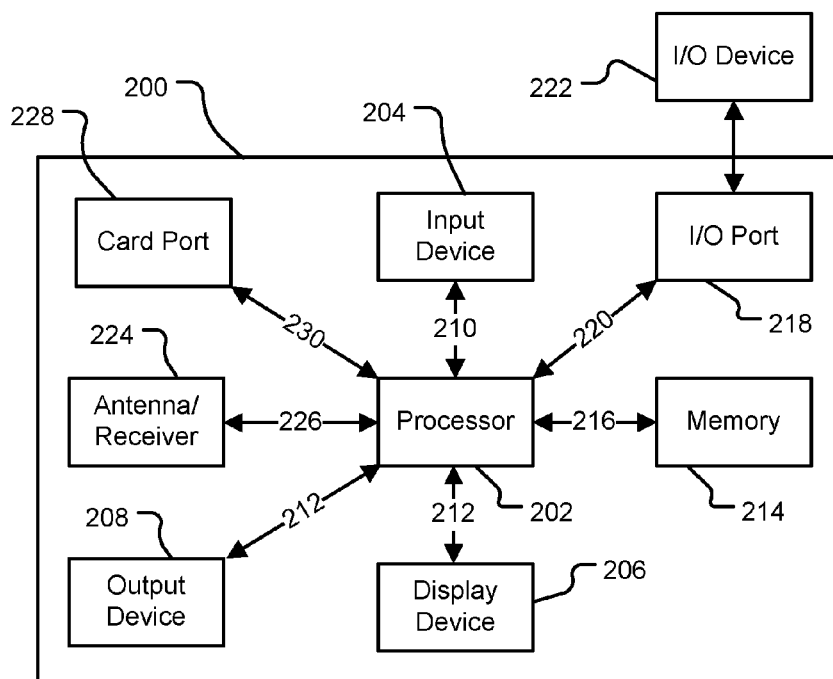 I/O Device
222
200
228
204
Card Port
Input
Device
I/O Port
230
210
220
218
224
Antenna/
Receiver
226
Processor
216
Memory
212
212
202
214
208
206
Output
Device
Display
Device